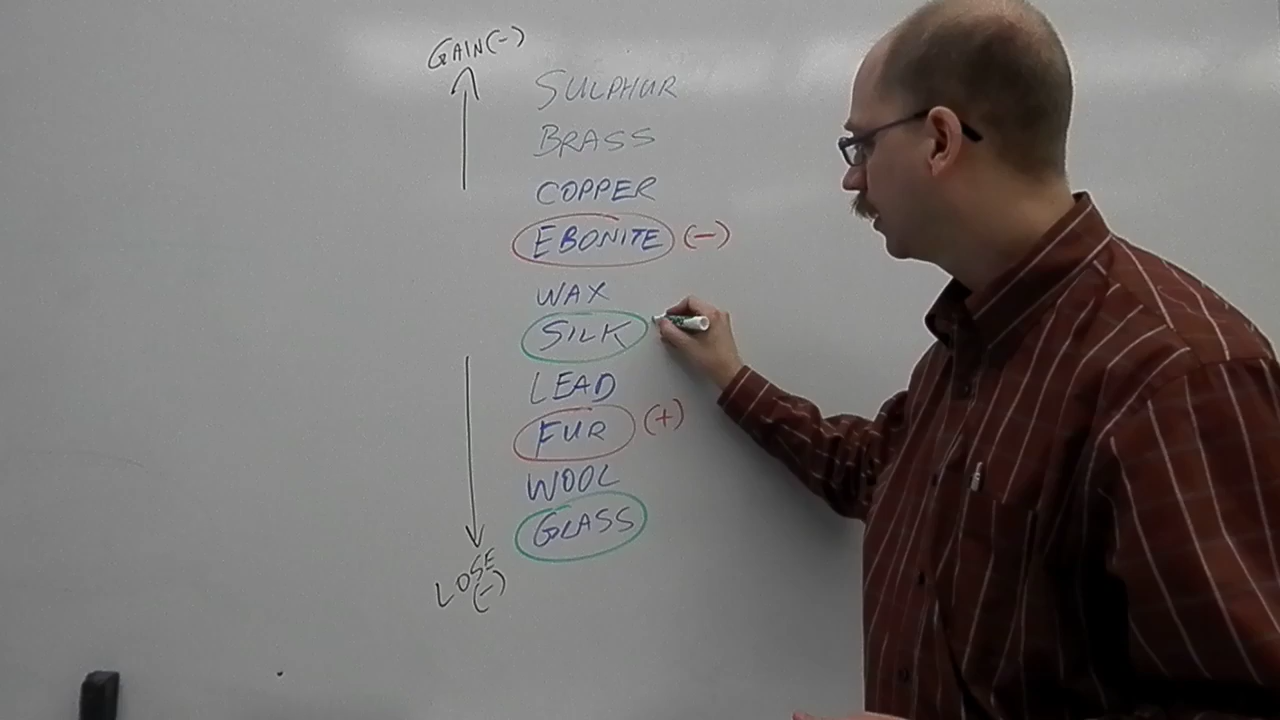 GAIN(-)
SULPHUR
BRASS
COPPER
EBONITE (-)
WAX
SILK
LEAD
FUR (+)
WOOL
GLASS
LOSE
(-)